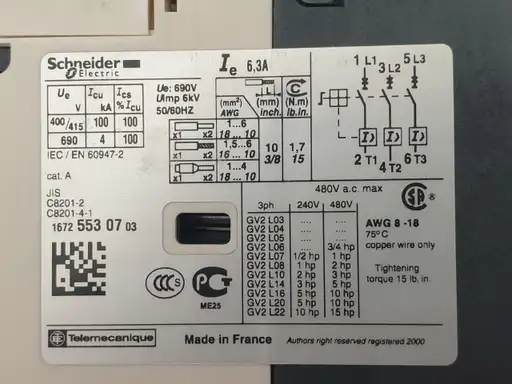 Schneider
Electric
Ue: 690V
Uimp 6kV
50/60HZ
Ie 6,3A
Ue V Icu kA Ics % Icu
400/415 100 100
690 4 100
IEC / EN 60947-2
cat. A
JIS
C8201-2
C8201-4-1
1672 553 07 03
(mm²) AWG (mm) inch. C (N.m) lb.in.
x1 x2 1...6 18 ... 10
x1 x2 1,5...6 16 ... 10
x1 x2 1...4 18 ... 10
10 3/8
1,7 15
1 L1 3 L2 5 L3
2 T1 4 T2 6 T3
480V a.c. max
3ph. 240V 480V
GV2 L03 .... ....
GV2 L04 .... ....
GV2 L05 .... ....
GV2 L06 .... 3/4 hp
GV2 L07 1/2 hp 1 hp
GV2 L08 1 hp 2 hp
GV2 L10 2 hp 3 hp
GV2 L14 3 hp 5 hp
GV2 L16 5 hp 10 hp
GV2 L20 5 hp 10 hp
GV2 L22 10 hp 15 hp
AWG 8 -18
75°C
copper wire only
Tightening
torque 15 lb. in.
CCC S
ME25
Telemecanique
Made in France
Authors right reserved registered 2000